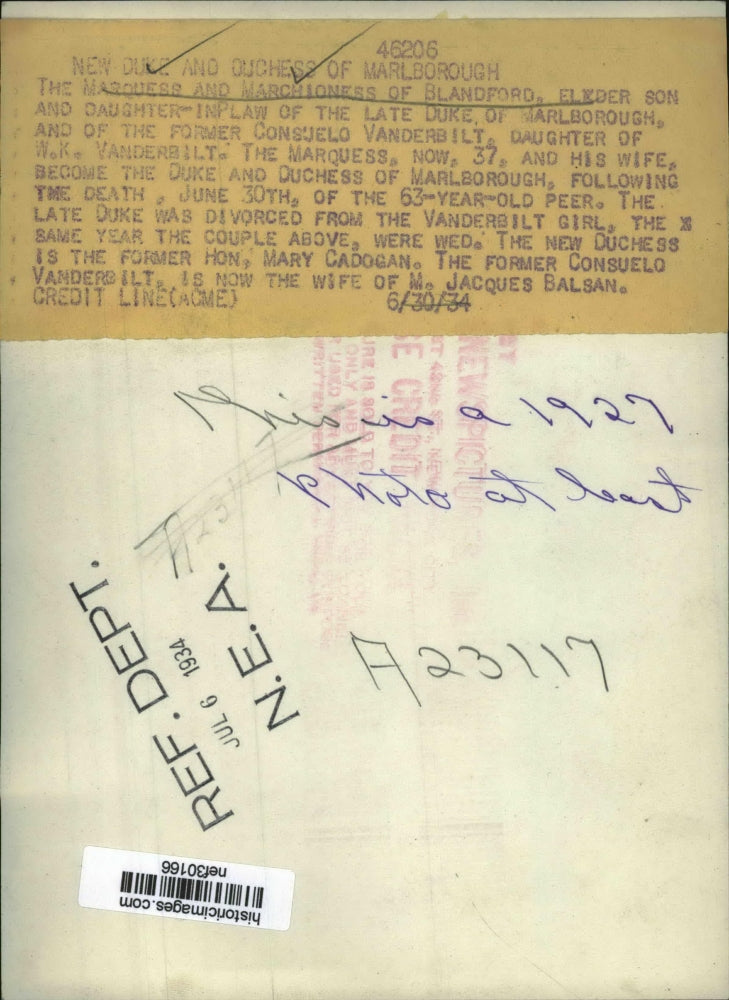 46206
NEW DUKE AND DUCHESS OF MARLBOROUGH
THE MARQUESS AND MARCHIONESS OF BLANDFORD, ELKDER SON
AND DAUGHTER-INPLAW OF THE LATE DUKE, OF MARLBOROUGH,
AND OF THE FORMER CONSUELO VANDERBILT, DAUGHTER OF
W.K. VANDERBILT. THE MARQUESS, NOW, 37, AND HIS WIFE,
BECOME THE DUKE AND DUCHESS OF MARLBOROUGH, FOLLOWING
THE DEATH , JUNE 30TH, OF THE 63-YEAR-OLD PEER. THE
LATE DUKE WAS DIVORCED FROM THE VANDERBILT GIRL, THE X
SAME YEAR THE COUPLE ABOVE, WERE WED. THE NEW DUCHESS
IS THE FORMER HON, MARY CADOGAN. THE FORMER CONSUELO
VANDERBILT, IS NOW THE WIFE OF M. JACQUES BALSAN.
CREDIT LINE(ACME) 6/30/34
This is a 1927
Photo at least
A23117
REF. DEPT.
JUL 6 1934
N.E.A.
historicimages.com
nef30166